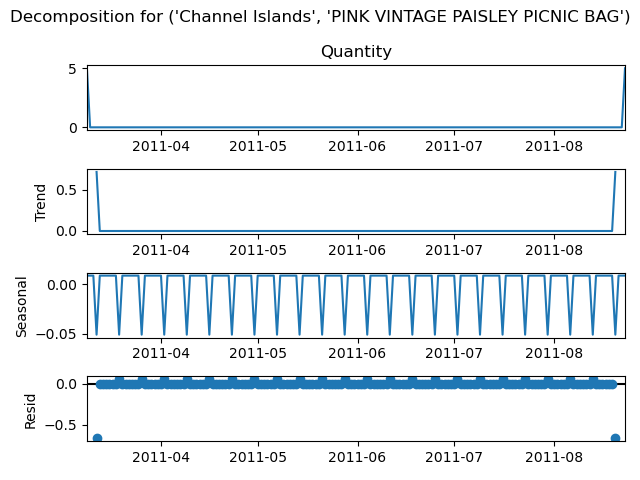 Decomposition for ('Channel Islands', 'PINK VINTAGE PAISLEY PICNIC BAG')
Quantity
5
0
2011-04 2011-05 2011-06 2011-07 2011-08
Trend
0.5
0.0
2011-04 2011-05 2011-06 2011-07 2011-08
Seasonal
0.00
−0.05
2011-04 2011-05 2011-06 2011-07 2011-08
Resid
0.0
−0.5
2011-04 2011-05 2011-06 2011-07 2011-08